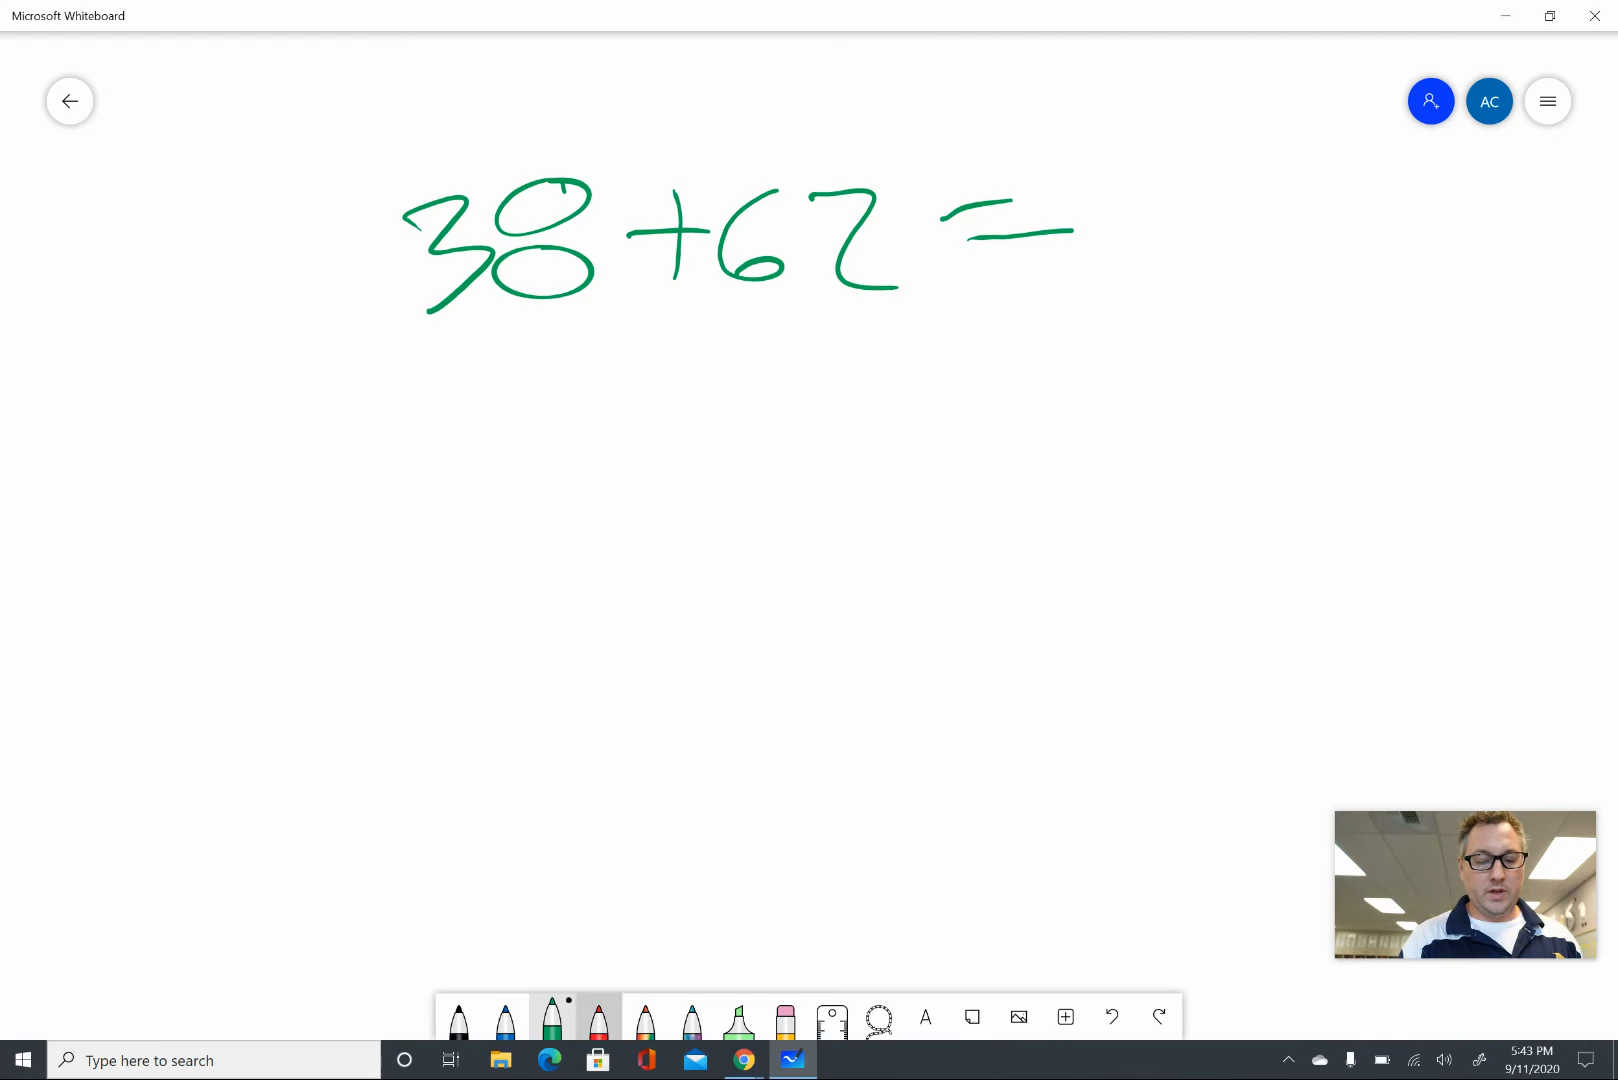 Microsoft Whiteboard
AC
38+62=
A
Type here to search
5:43 PM
9/11/2020